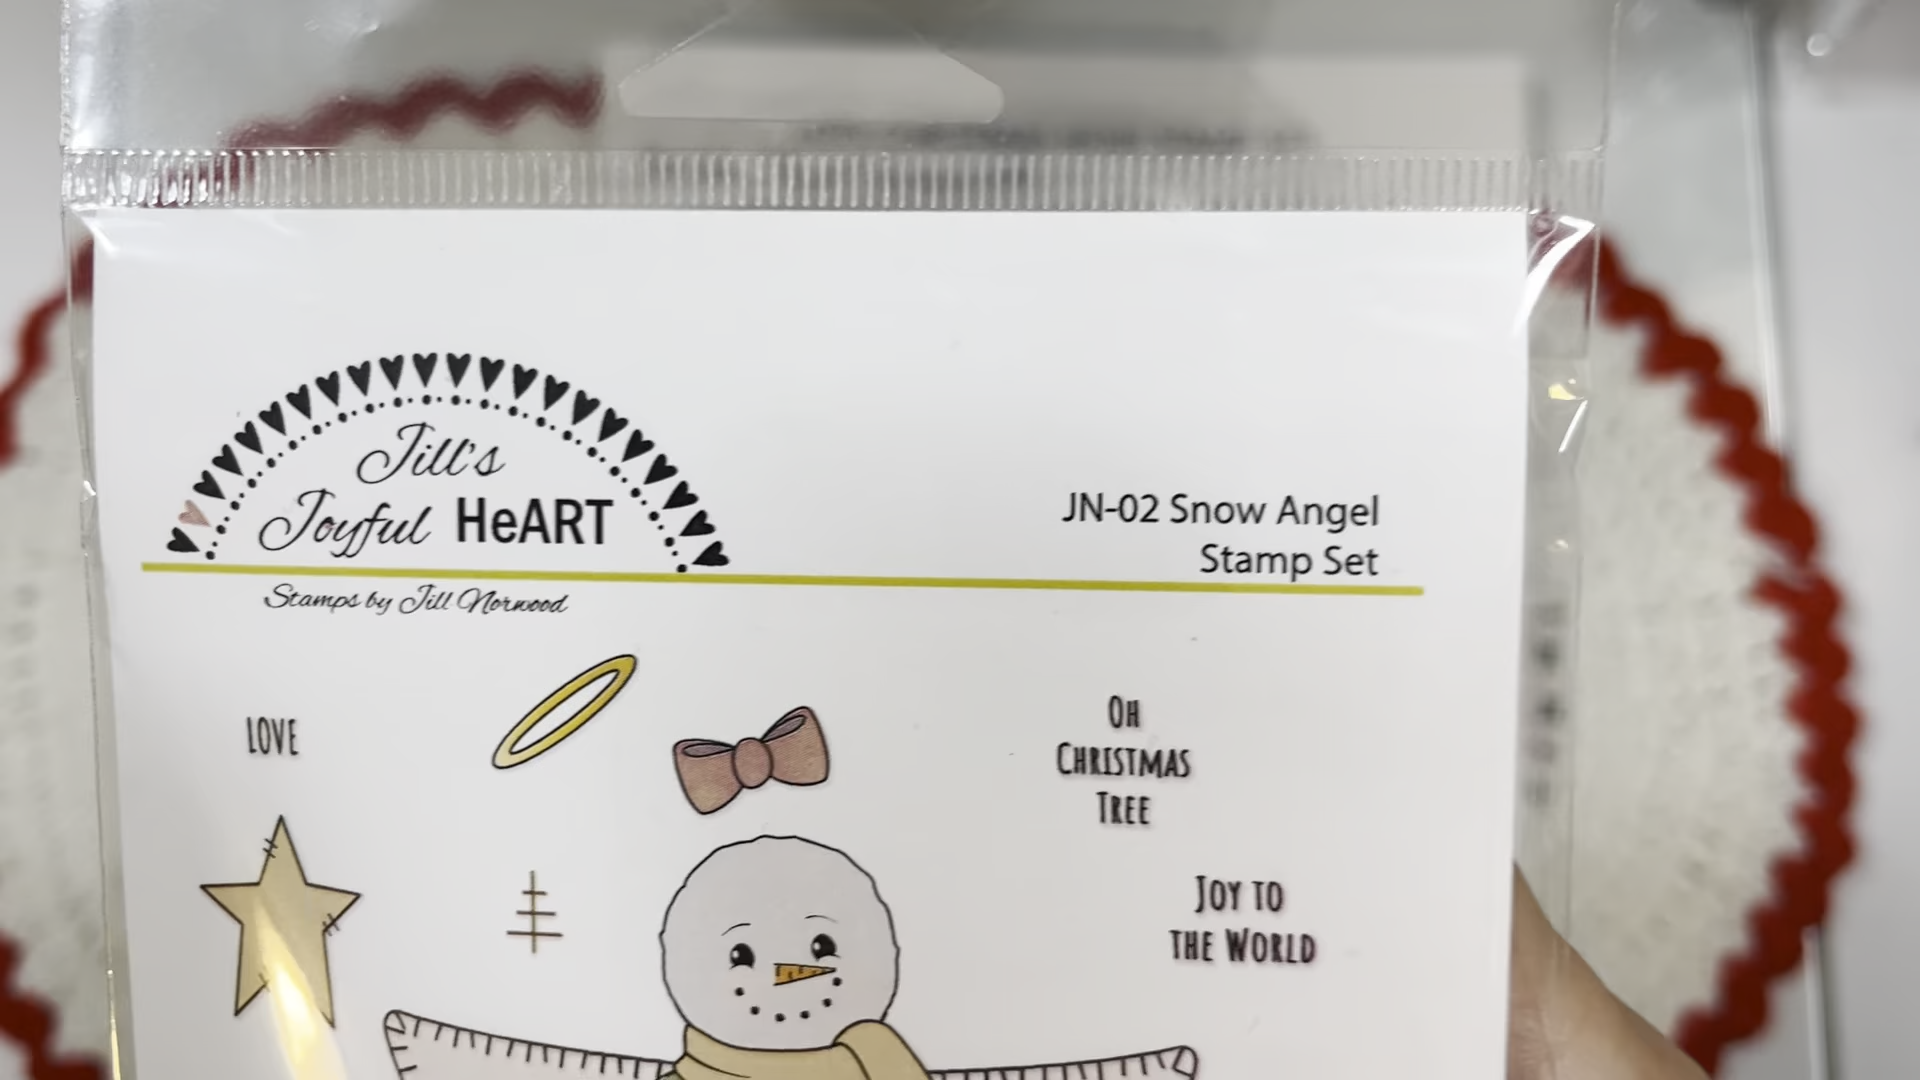 Jill's
Joyful HeART
Stamps by Jill Norwood
JN-02 Snow Angel
Stamp Set
LOVE
OH
CHRISTMAS
TREE
JOY TO
THE WORLD